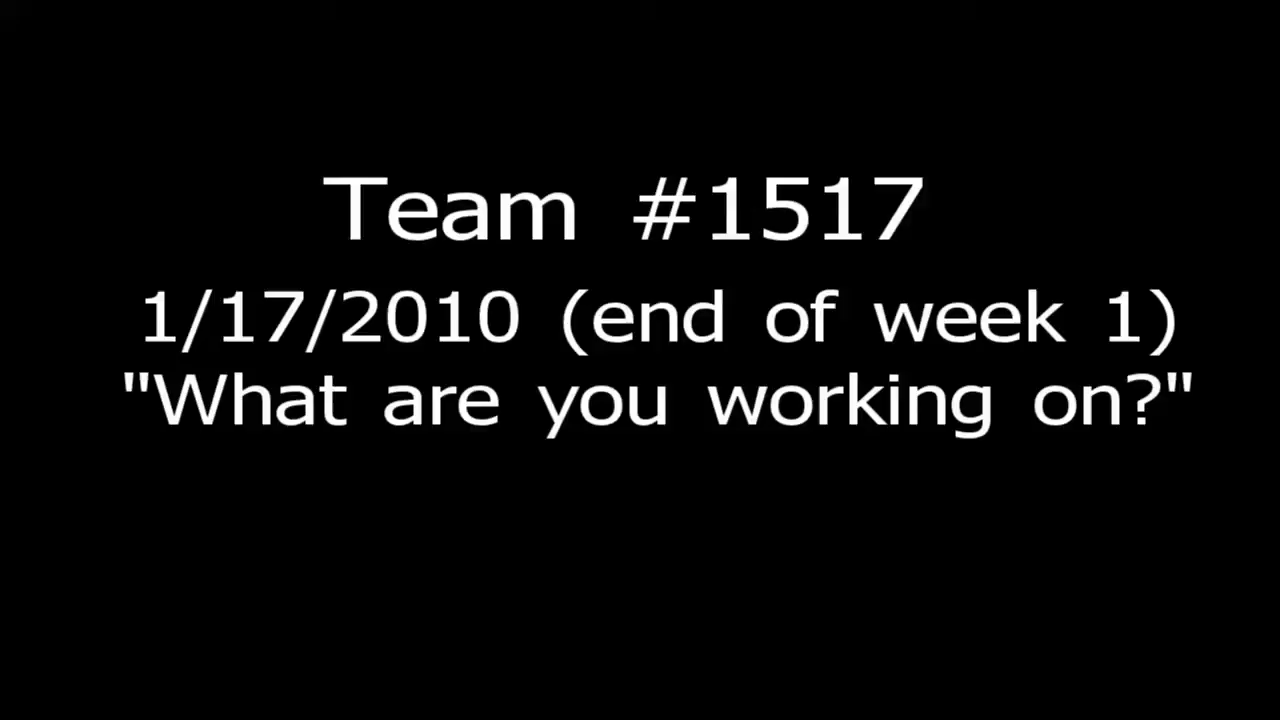 Team #1517
1/17/2010 (end of week 1)
"What are you working on?"